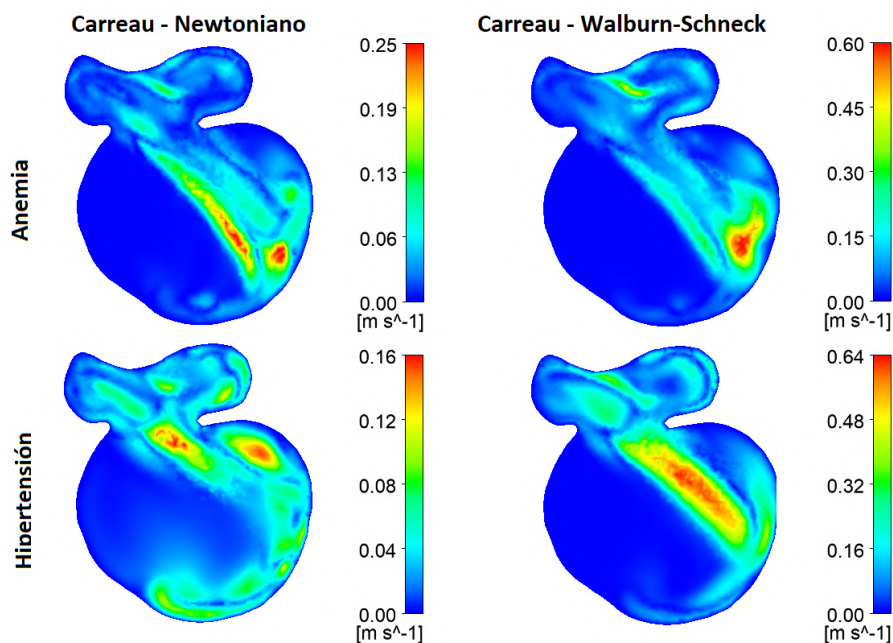 Carreau - Newtoniano
Carreau - Walburn-Schneck
Anemia
0.25
0.19
0.13
0.06
0.00
[m s^-1]
0.60
0.45
0.30
0.15
0.00
[m s^-1]
Hipertensión
0.16
0.12
0.08
0.04
0.00
[m s^-1]
0.64
0.48
0.32
0.16
0.00
[m s^-1]